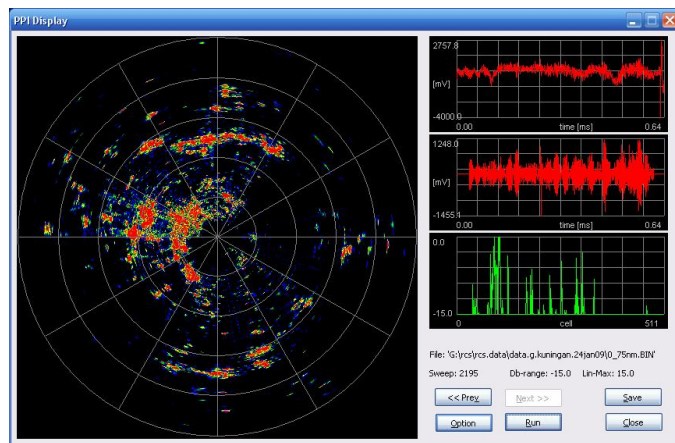 PPI Display
2757.8
[mV]
-4000.0
0.00 time [ms] 0.64
1248.0
[mV]
-1455.1
0.00 time [ms] 0.64
0.0
-15.0
0 cell 511
File: 'G:\rcs\rcs.data\data.g.kuningan.24jan09\0_75nm.BIN'
Sweep: 2195 Db-range: -15.0 Lin-Max: 15.0
<< Prev Next >> Save
Option Run Close